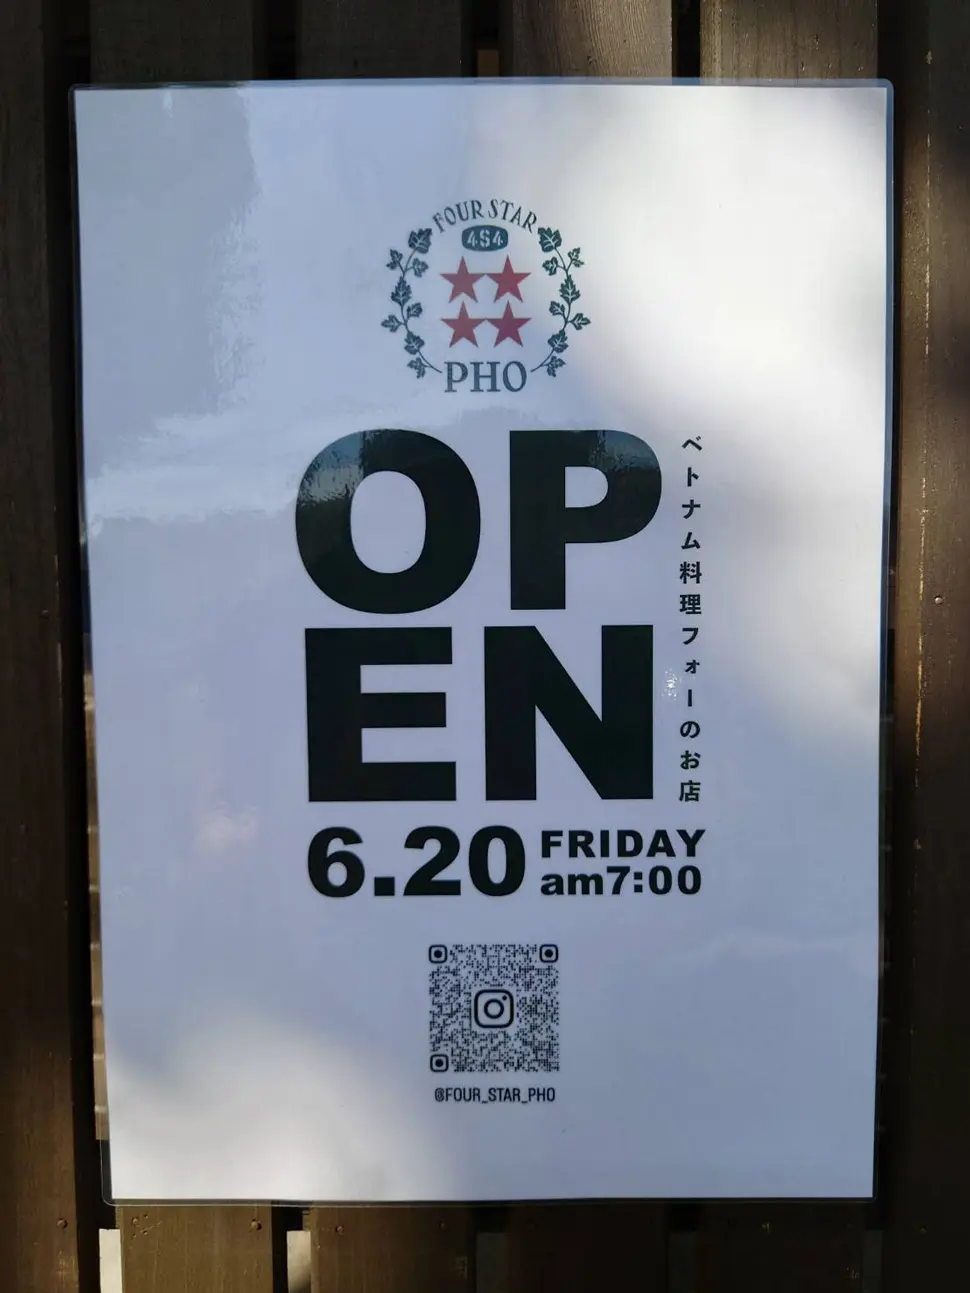 FOUR STAR
4S4
PHO
OP
EN
ベトナム料理フォーのお店
6.20 FRIDAY
am7:00
@FOUR_STAR_PHO